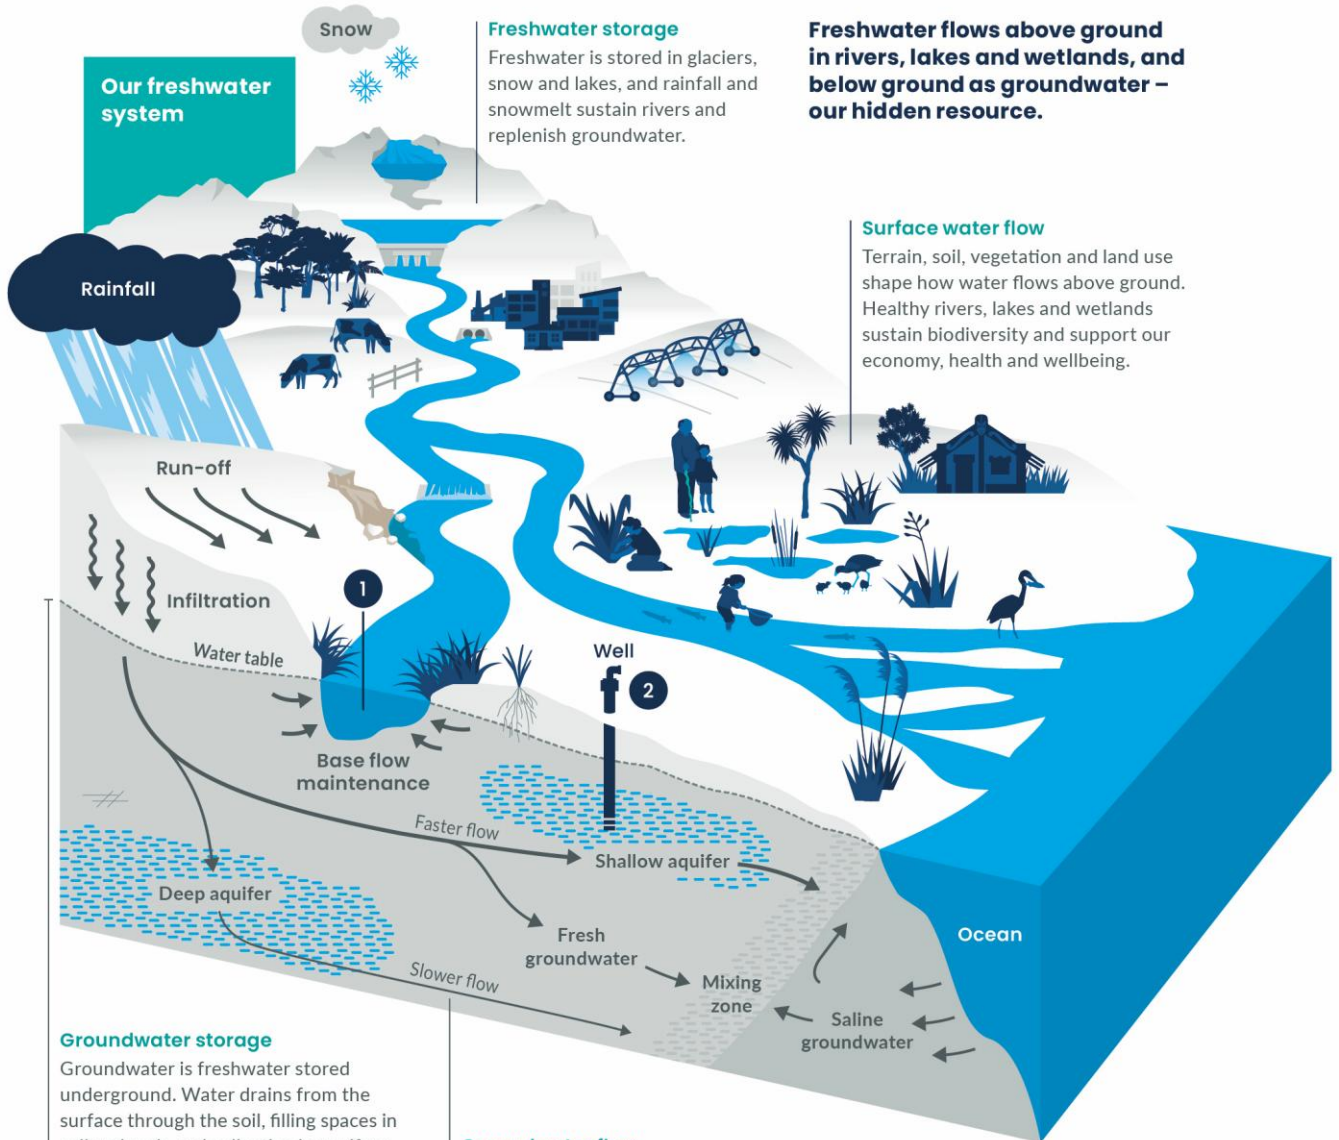 Snow
Our freshwater
system
Freshwater storage
Freshwater is stored in glaciers,
snow and lakes, and rainfall and
snowmelt sustain rivers and
replenish groundwater.
Freshwater flows above ground
in rivers, lakes and wetlands, and
below ground as groundwater –
our hidden resource.
Surface water flow
Terrain, soil, vegetation and land use
shape how water flows above ground.
Healthy rivers, lakes and wetlands
sustain biodiversity and support our
economy, health and wellbeing.
Rainfall
Run-off
1
Infiltration
Water table
Well
2
Base flow
maintenance
Faster flow
Shallow aquifer
Deep aquifer
Fresh
groundwater
Ocean
Slower flow
Mixing
zone
Saline
groundwater
Groundwater storage
Groundwater is freshwater stored
underground. Water drains from the
surface through the soil, filling spaces in